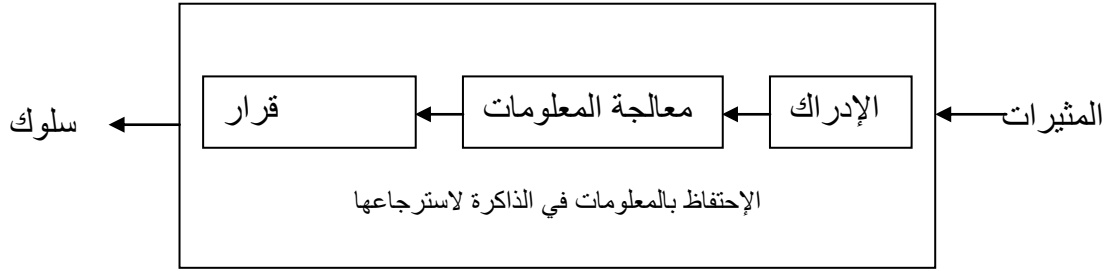 المثيرات
الإدراك
معالجة المعلومات
قرار
سلوك
الإحتفاظ بالمعلومات في الذاكرة لاسترجاعها